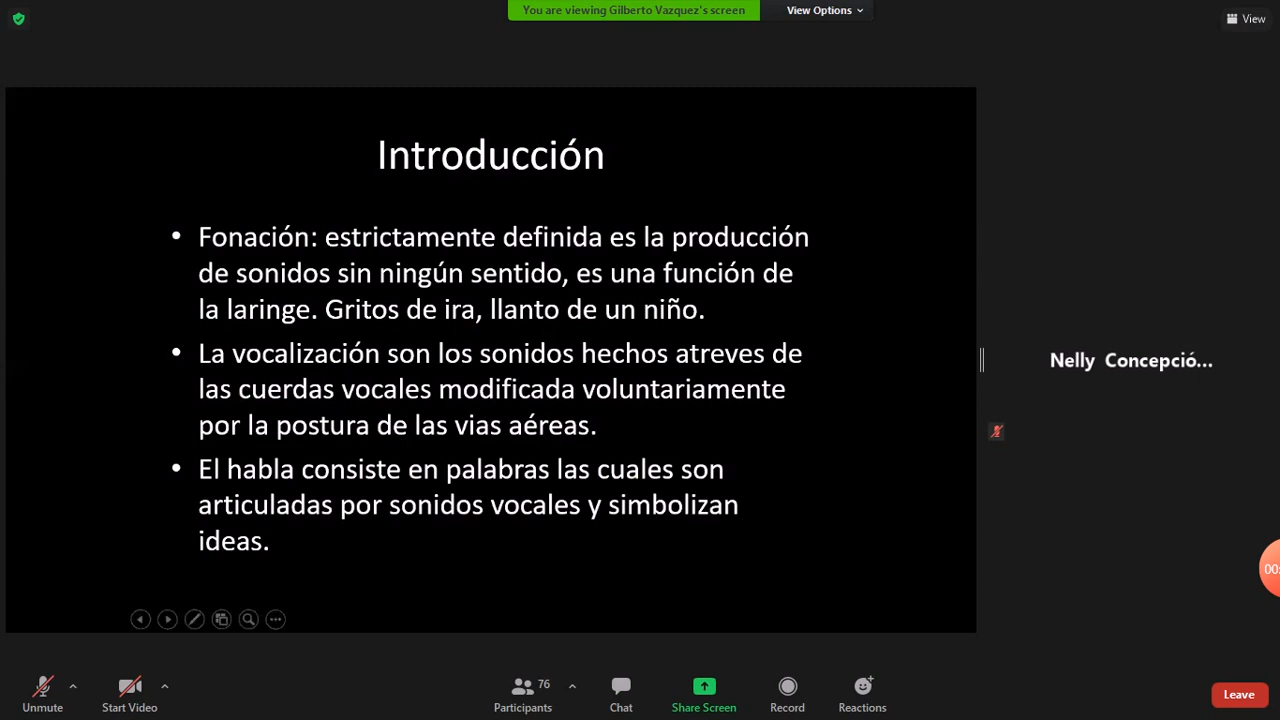 You are viewing Gilberto Vazquez's screen
View Options
View
Introducción
• Fonación: estrictamente definida es la producción
de sonidos sin ningún sentido, es una función de
la laringe. Gritos de ira, llanto de un niño.
• La vocalización son los sonidos hechos atreves de
las cuerdas vocales modificada voluntariamente
por la postura de las vias aéreas.
• El habla consiste en palabras las cuales son
articuladas por sonidos vocales y simbolizan
ideas.
Nelly Concepció...
00:
Unmute
Start Video
76
Participants
Chat
Share Screen
Record
Reactions
Leave